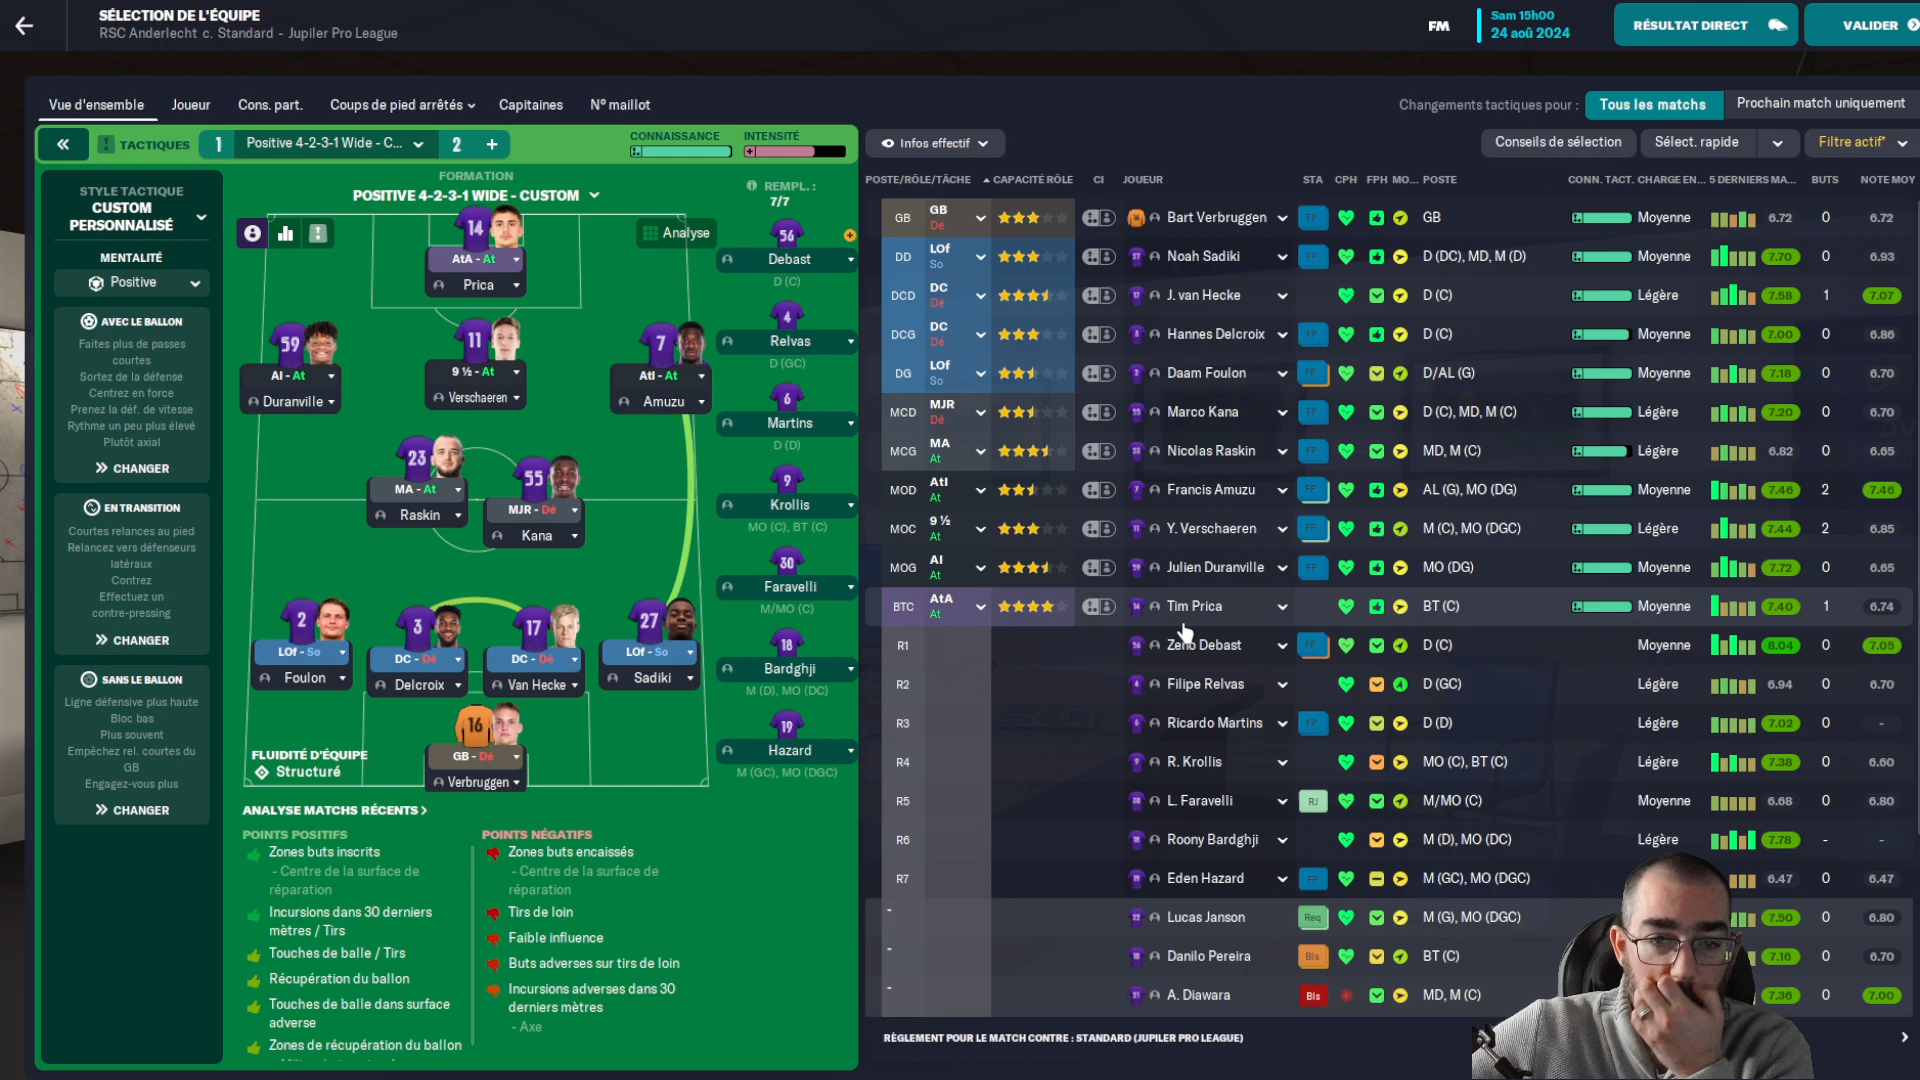 SÉLECTION DE L'ÉQUIPE
RSC Anderlecht c. Standard - Jupiler Pro League
FM
Sam 15h00
24 aoû 2024
RÉSULTAT DIRECT
VALIDER
Vue d'ensemble
Joueur
Cons. part.
Coups de pied arrêtés
Capitaines
N° maillot
Changements tactiques pour :
Tous les matchs
Prochain match uniquement
TACTIQUES
1
Positive 4-2-3-1 Wide - C...
2
CONNAISSANCE
INTENSITÉ
Infos effectif
Conseils de sélection
Sélect. rapide
Filtre actif*
STYLE TACTIQUE
CUSTOM
PERSONNALISÉ
MENTALITÉ
Positive
AVEC LE BALLON
Faites plus de passes
courtes
Sortez de la défense
Centrez en force
Prenez la déf. de vitesse
Rythme un peu plus élevé
Plutôt axial
CHANGER
EN TRANSITION
Courtes relances au pied
Relancez vers défenseurs
latéraux
Contrez
Effectuez un
contre-pressing
CHANGER
SANS LE BALLON
Ligne défensive plus haute
Bloc bas
Plus souvent
Empêchez rel. courtes du
GB
Engagez-vous plus
CHANGER
FORMATION
POSITIVE 4-2-3-1 WIDE - CUSTOM
Analyse
14
AtA - At
Prica
59
AI - At
Duranville
11
9 ½ - At
Verschaeren
7
AtI - At
Amuzu
23
MA - At
Raskin
55
MJR - Dé
Kana
2
LOf - So
Foulon
3
DC - Dé
Delcroix
17
DC - Dé
Van Hecke
27
LOf - So
Sadiki
16
GB - Dé
Verbruggen
FLUIDITÉ D'ÉQUIPE
Structuré
REMPL. :
7/7
56
Debast
D (C)
4
Relvas
D (GC)
6
Martins
D (D)
9
Krollis
MO (C), BT (C)
30
Faravelli
M/MO (C)
18
Bardghji
M (D), MO (DC)
19
Hazard
M (GC), MO (DGC)
ANALYSE MATCHS RÉCENTS >
POINTS POSITIFS
Zones buts inscrits
- Centre de la surface de
réparation
Incursions dans 30 derniers
mètres / Tirs
Touches de balle / Tirs
Récupération du ballon
Touches de balle dans surface
adverse
Zones de récupération du ballon
POINTS NÉGATIFS
Zones buts encaissés
- Centre de la surface de
réparation
Tirs de loin
Faible influence
Buts adverses sur tirs de loin
Incursions adverses dans 30
derniers mètres
- Axe
POSTE/RÔLE/TÂCHE CAPACITÉ RÔLE CI JOUEUR STA CPH FPH MO... POSTE CONN. TACT. CHARGE EN... 5 DERNIERS MA... BUTS NOTE MOY
GB GB Dé Bart Verbruggen FP GB Moyenne 6.72 0 6.72
DD LOf So Noah Sadiki FP D (DC), MD, M (D) Moyenne 7.70 0 6.93
DCD DC Dé J. van Hecke D (C) Légère 7.58 1 7.07
DCG DC Dé Hannes Delcroix FP D (C) Moyenne 7.00 0 6.86
DG LOf So Daam Foulon FP D/AL (G) Moyenne 7.18 0 6.70
MCD MJR Dé Marco Kana FP D (C), MD, M (C) Légère 7.20 0 6.70
MCG MA At Nicolas Raskin FP MD, M (C) Légère 6.82 0 6.65
MOD AtI At Francis Amuzu FP AL (G), MO (DG) Moyenne 7.46 2 7.46
MOC 9 ½ At Y. Verschaeren FP M (C), MO (DGC) Légère 7.44 2 6.85
MOG AI At Julien Duranville FP MO (DG) Moyenne 7.72 0 6.65
BTC AtA At Tim Prica BT (C) Moyenne 7.40 1 6.74
R1 Zeno Debast FP D (C) Moyenne 8.04 0 7.05
R2 Filipe Relvas D (GC) Légère 6.94 0 6.70
R3 Ricardo Martins FP D (D) Légère 7.02 0 -
R4 R. Krollis MO (C), BT (C) Légère 7.38 0 6.60
R5 L. Faravelli RJ M/MO (C) Moyenne 6.68 0 6.80
R6 Roony Bardghji M (D), MO (DC) Légère 7.78 - -
R7 Eden Hazard FP M (GC), MO (DGC) 6.47 0 6.47
- Lucas Janson Req M (G), MO (DGC) 7.50 0 6.80
- Danilo Pereira Bls BT (C) 7.16 0 6.70
- A. Diawara Bls MD, M (C) 7.36 0 7.00
RÈGLEMENT POUR LE MATCH CONTRE : STANDARD (JUPILER PRO LEAGUE)